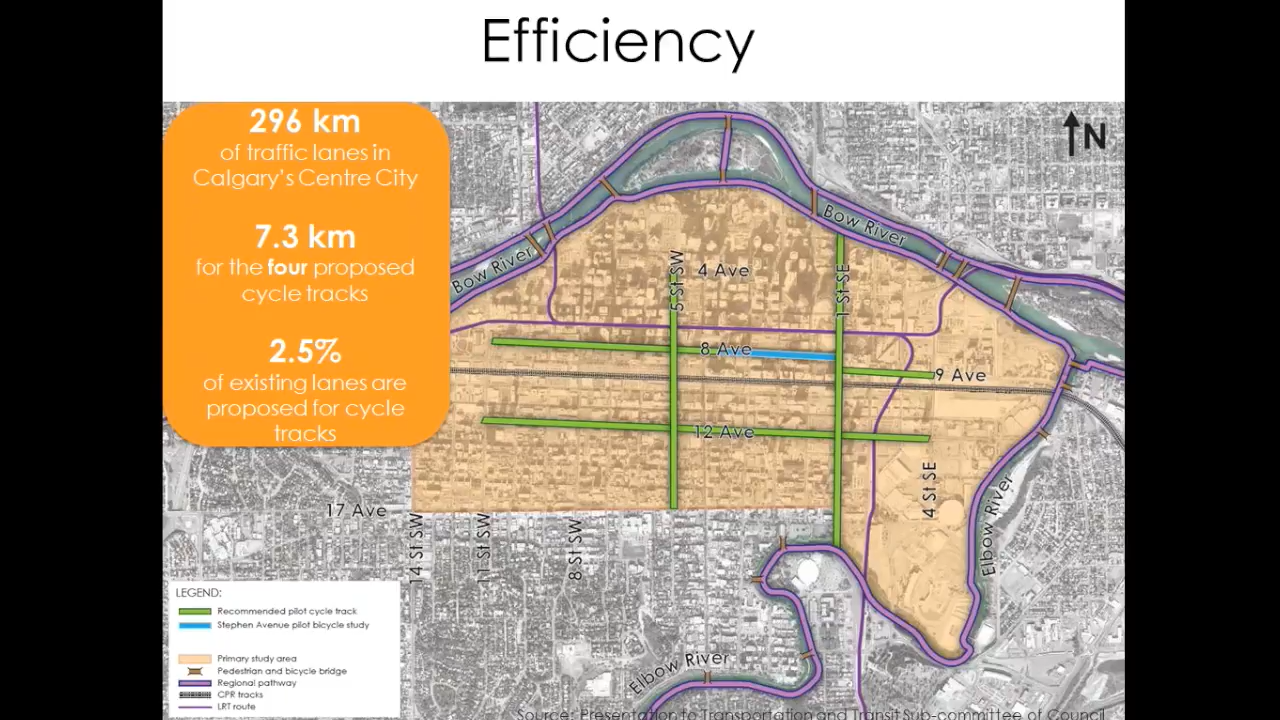 Efficiency
296 km
of traffic lanes in
Calgary's Centre City
7.3 km
for the four proposed
cycle tracks
2.5%
of existing lanes are
proposed for cycle
tracks
N
Bow River
Bow River
5 St SW
4 Ave
1 St SE
8 Ave
9 Ave
12 Ave
4 St SE
Elbow River
17 Ave
14 St SW
11 St SW
8 St SW
Elbow River
LEGEND:
Recommended pilot cycle track
Stephen Avenue pilot bicycle study
Primary study area
Pedestrian and bicycle bridge
Regional pathway
CPR tracks
LRT route
Source: Presentation to Transportation and Transit Sub-committee of Council